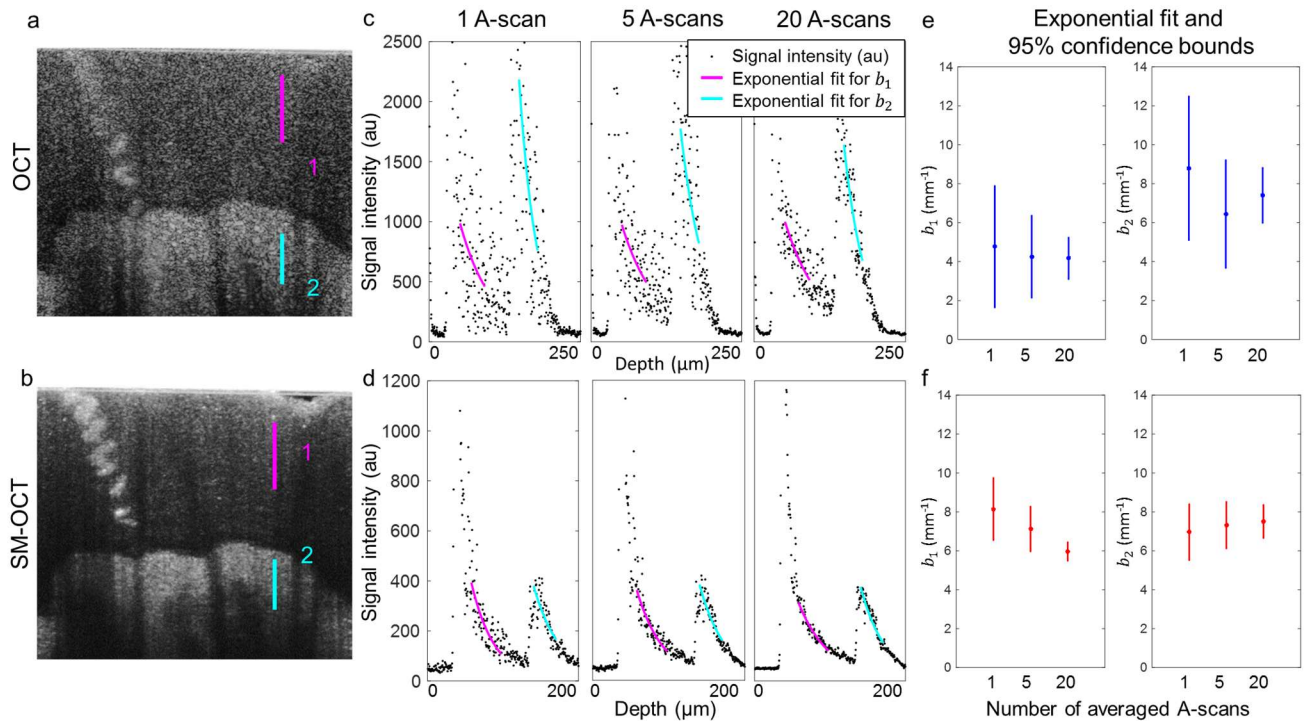 a
OCT
1
2
b
SM-OCT
1
2
c
1 A-scan
5 A-scans
20 A-scans
Signal intensity (au)
Exponential fit for b₁
Exponential fit for b₂
Signal intensity (au)
2500
2000
1500
1000
500
0
0
250
0
250
0
250
Depth (μm)
d
Signal intensity (au)
1200
1000
800
600
400
200
0
0
200
0
200
0
200
Depth (μm)
e
Exponential fit and
95% confidence bounds
b₁ (mm⁻¹)
14
12
10
8
6
4
2
0
1 5 20
b₂ (mm⁻¹)
14
12
10
8
6
4
2
0
1 5 20
f
b₁ (mm⁻¹)
14
12
10
8
6
4
2
0
1 5 20
b₂ (mm⁻¹)
14
12
10
8
6
4
2
0
1 5 20
Number of averaged A-scans